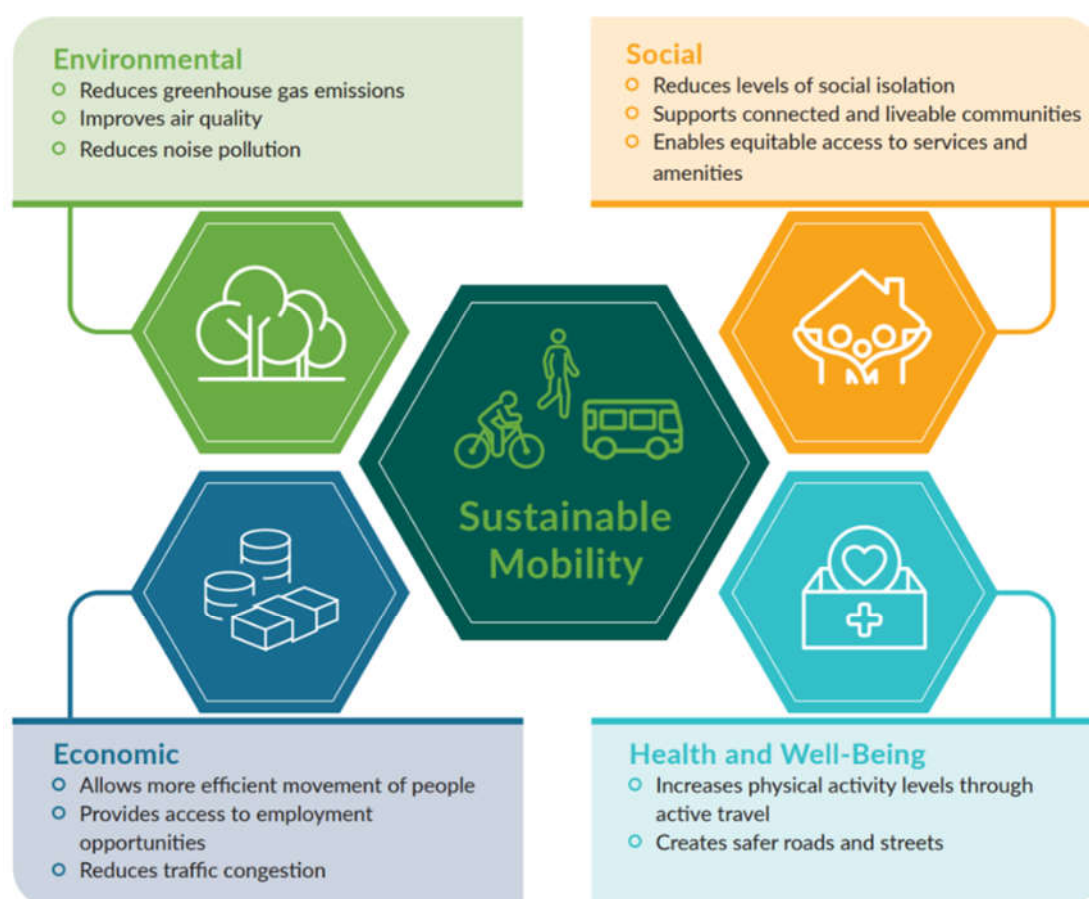 Environmental
Reduces greenhouse gas emissions
Improves air quality
Reduces noise pollution
Social
Reduces levels of social isolation
Supports connected and liveable communities
Enables equitable access to services and
amenities
Sustainable
Mobility
Economic
Allows more efficient movement of people
Provides access to employment
opportunities
Reduces traffic congestion
Health and Well-Being
Increases physical activity levels through
active travel
Creates safer roads and streets